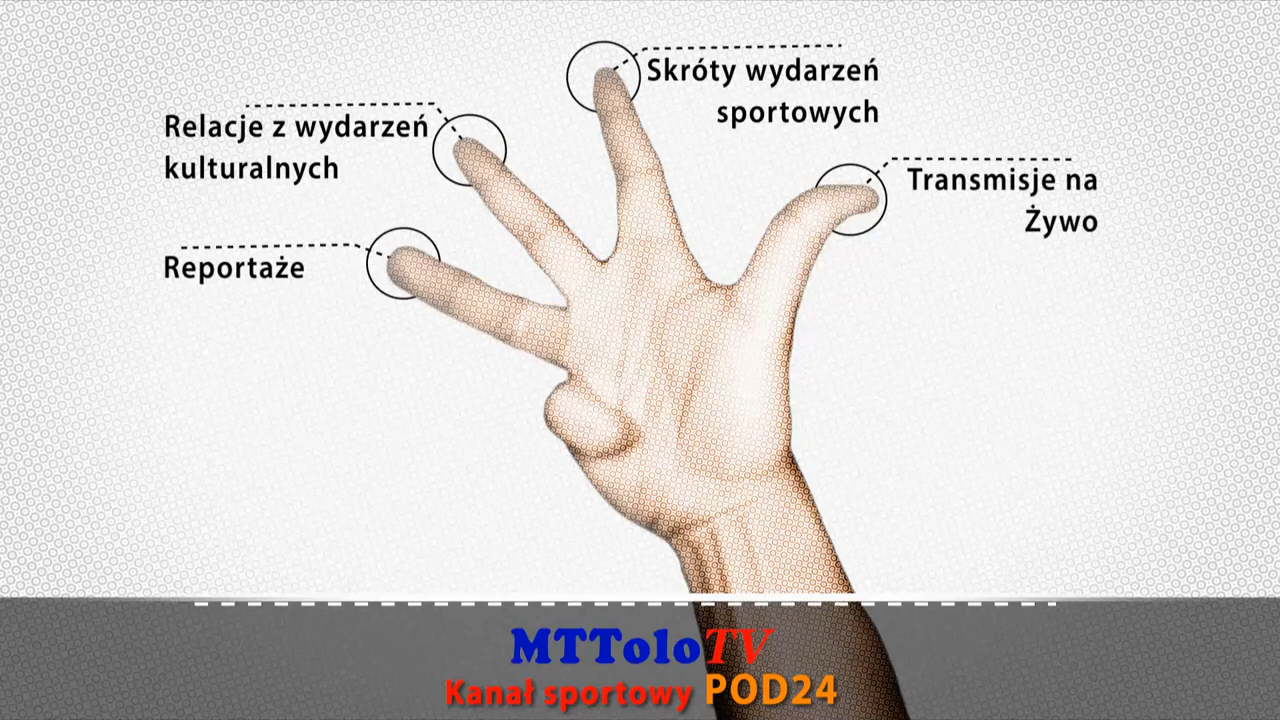 Skróty wydarzeń
sportowych
Relacje z wydarzeń
kulturalnych
Transmisje na
Żywo
Reportaże
MTToloTV
Kanał sportowy POD24